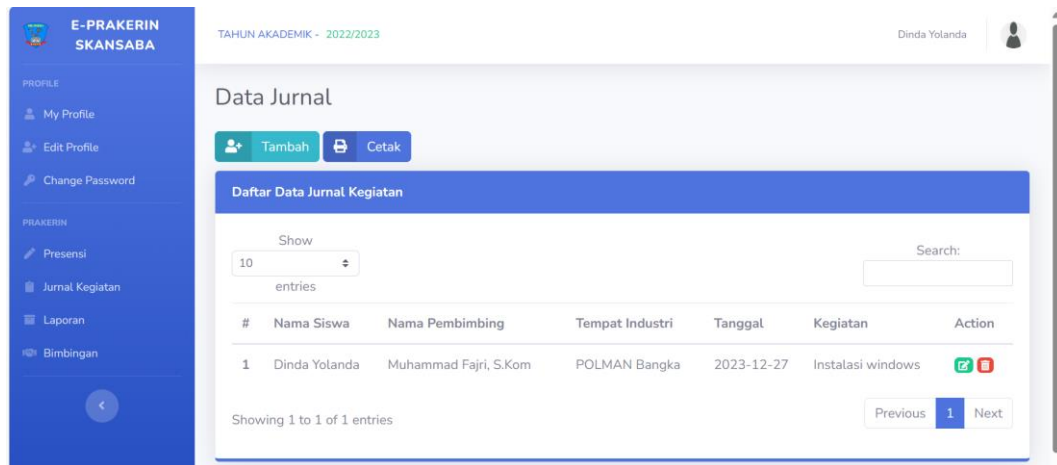 E-PRAKERIN
SKANSABA
PROFILE
My Profile
Edit Profile
Change Password
PRAKERIN
Presensi
Jurnal Kegiatan
Laporan
Bimbingan
TAHUN AKADEMIK - 2022/2023
Dinda Yolanda
Data Jurnal
Tambah Cetak
Daftar Data Jurnal Kegiatan
Show
10
entries
Search:
# Nama Siswa Nama Pembimbing Tempat Industri Tanggal Kegiatan Action
1 Dinda Yolanda Muhammad Fajri, S.Kom POLMAN Bangka 2023-12-27 Instalasi windows
Showing 1 to 1 of 1 entries
Previous 1 Next